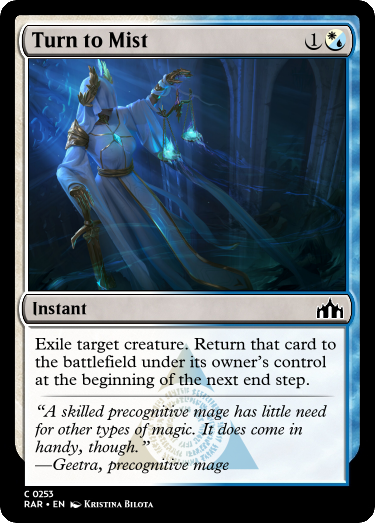 Turn to Mist 1
Instant
Exile target creature. Return that card to
the battlefield under its owner's control
at the beginning of the next end step.
"A skilled precognitive mage has little need
for other types of magic. It does come in
handy, though."
—Geetra, precognitive mage
C 0253
RAR • EN Kristina Bilota